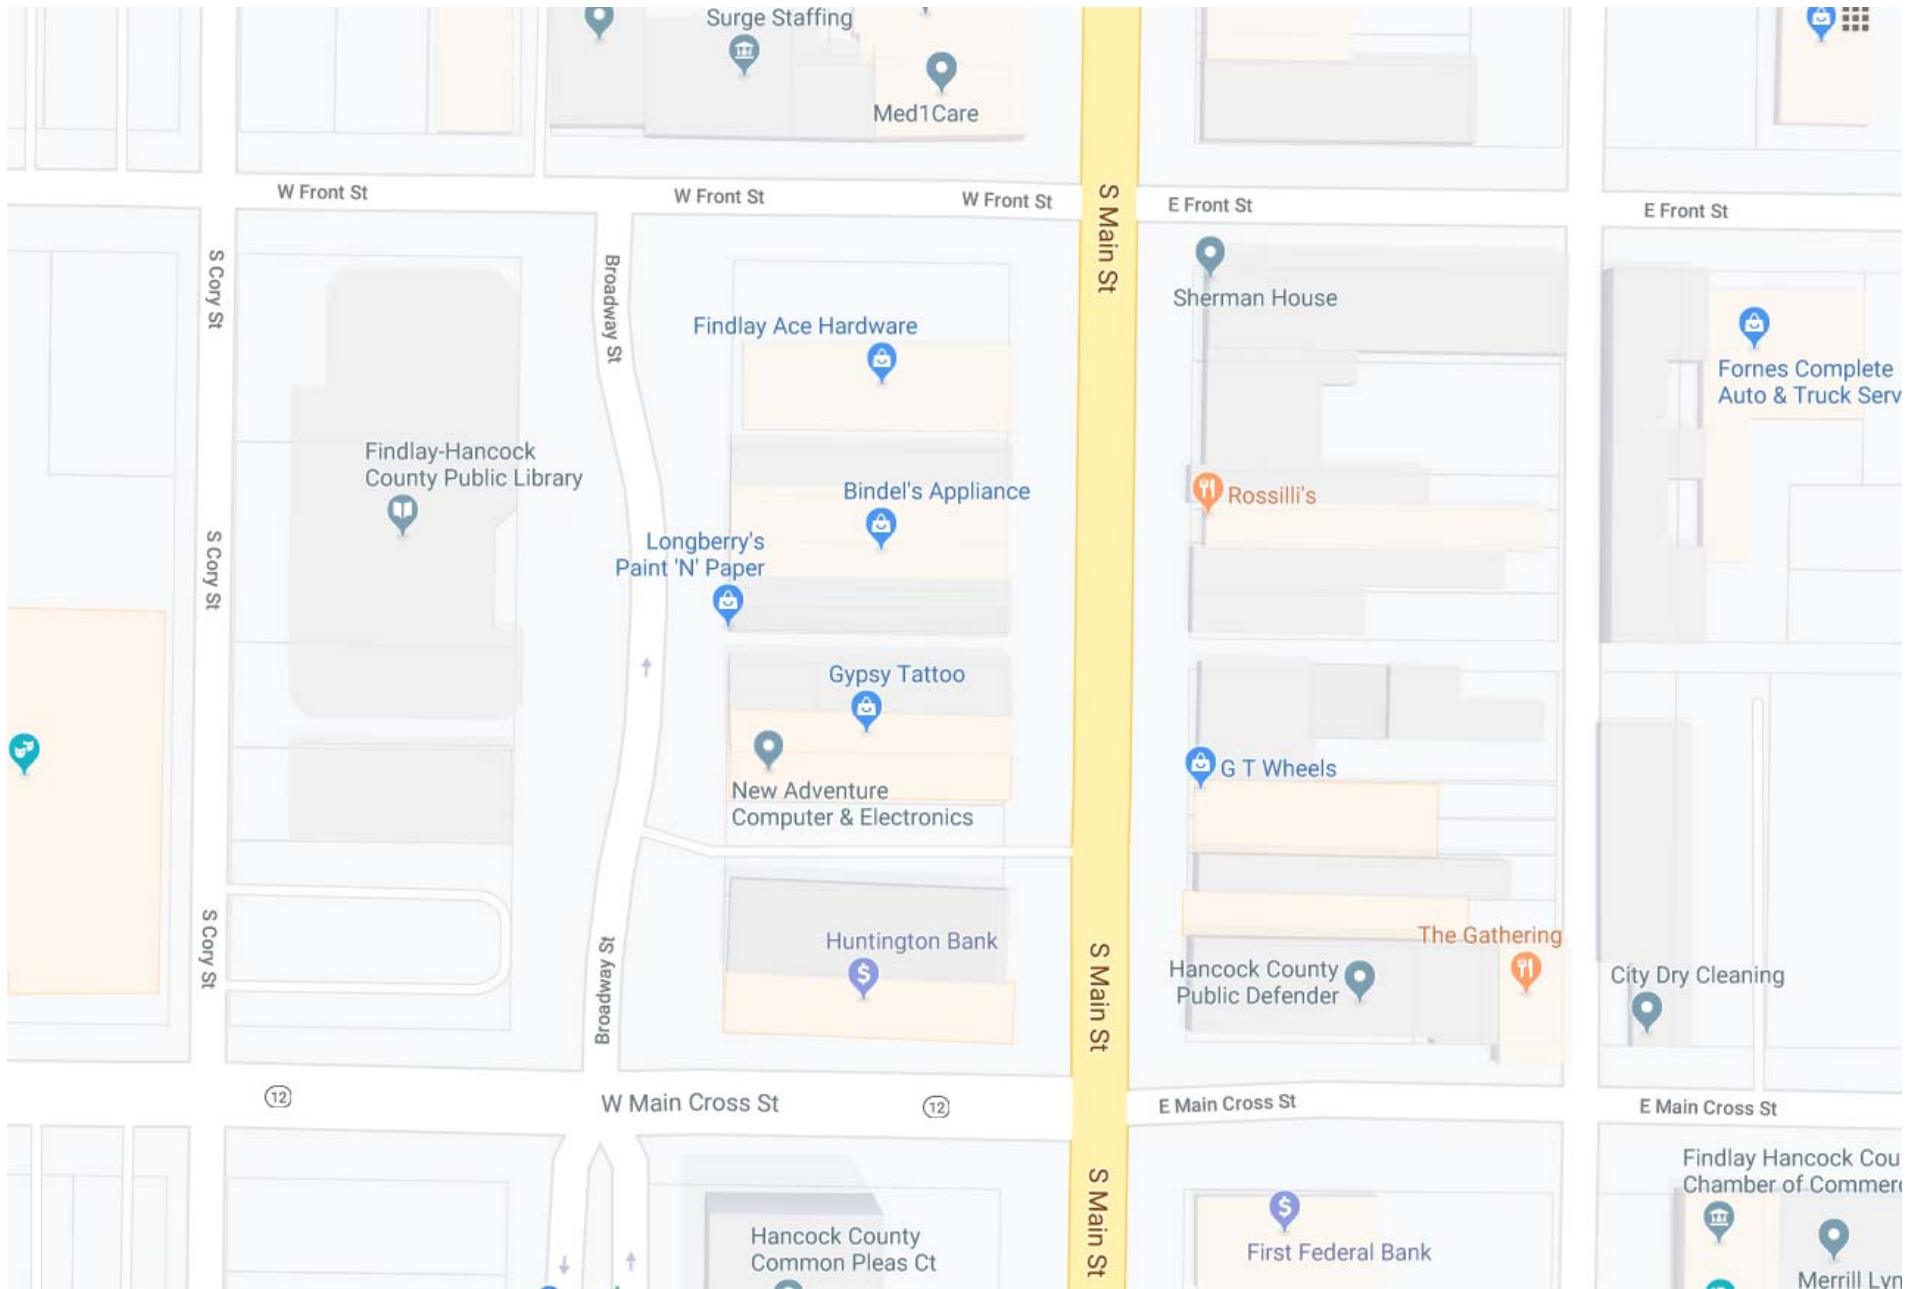 Surge Staffing
Med1Care
W Front St
W Front St
W Front St
E Front St
E Front St
S Main St
S Cory St
Broadway St
Sherman House
Findlay Ace Hardware
Fornes Complete
Auto & Truck Serv
Findlay-Hancock
County Public Library
Bindel's Appliance
Rossilli's
Longberry's
Paint 'N' Paper
S Cory St
Gypsy Tattoo
G T Wheels
New Adventure
Computer & Electronics
S Cory St
Broadway St
Huntington Bank
S Main St
The Gathering
Hancock County
Public Defender
City Dry Cleaning
12
W Main Cross St
12
E Main Cross St
E Main Cross St
S Main St
Findlay Hancock Cou
Chamber of Commer
Hancock County
Common Pleas Ct
First Federal Bank
Merrill Lyn